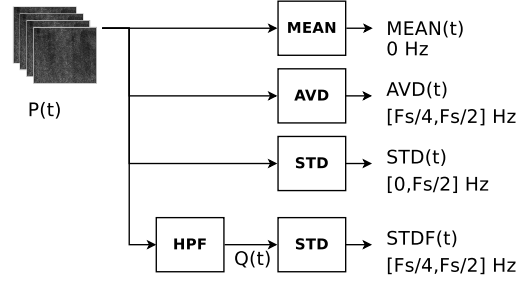 MEAN
MEAN(t)
0 Hz
P(t)
AVD
AVD(t)
[Fs/4,Fs/2] Hz
STD
STD(t)
[0,Fs/2] Hz
HPF
Q(t)
STD
STDF(t)
[Fs/4,Fs/2] Hz